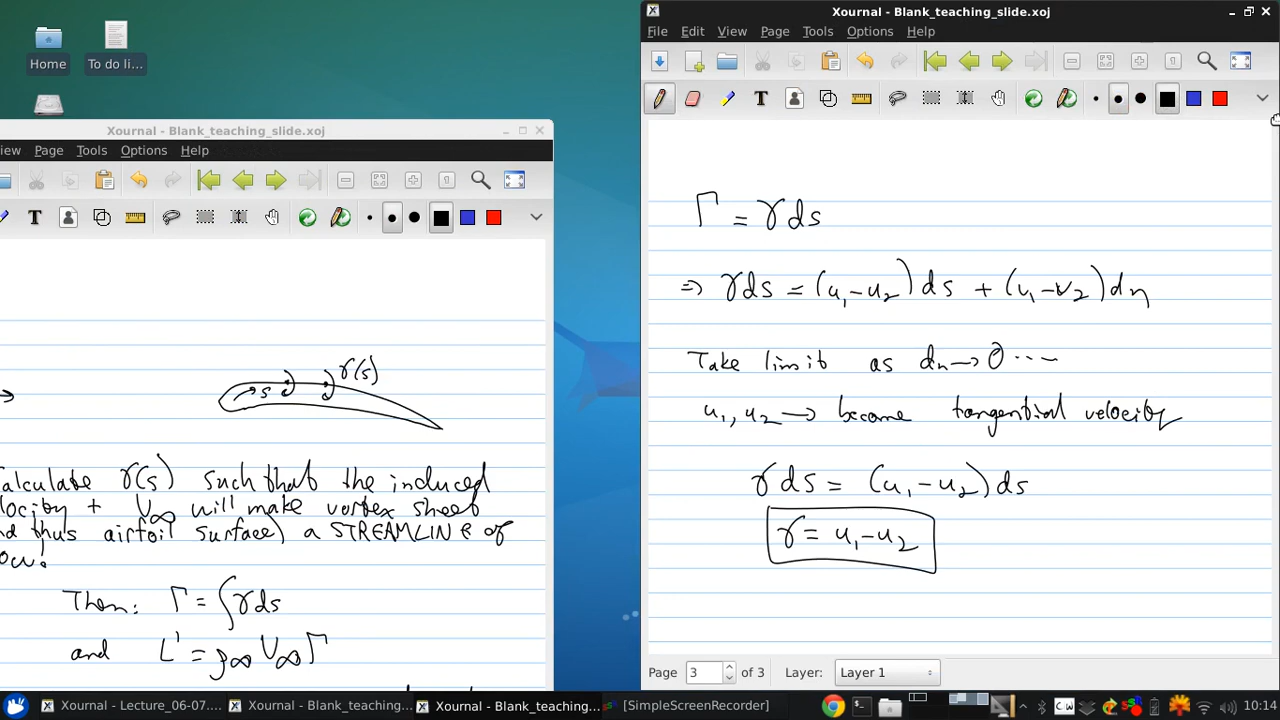 Home
To do li...
Xournal - Blank_teaching_slide.xoj
iew Page Tools Options Help
s
γ(s)
alculate γ(s) such that the induced
locity + V∞ will make vortex sheet
nd thus airfoil surface) a STREAMLINE of
ow!
Then: Γ = ∫γds
and L' = ρ∞ V∞ Γ
Xournal - Blank_teaching_slide.xoj
File Edit View Page Tools Options Help
Γ = γds
⇒ γds = (u₁-u₂)ds + (v₁-v₂)dn
Take limit as dn→0 ...
u₁, u₂ → become tangential velocity
γds = (u₁-u₂)ds
γ = u₁-u₂
Page 3 of 3 Layer: Layer 1
Xournal - Lecture_06-07....
Xournal - Blank_teaching...
Xournal - Blank_teaching...
[SimpleScreenRecorder]
10:14